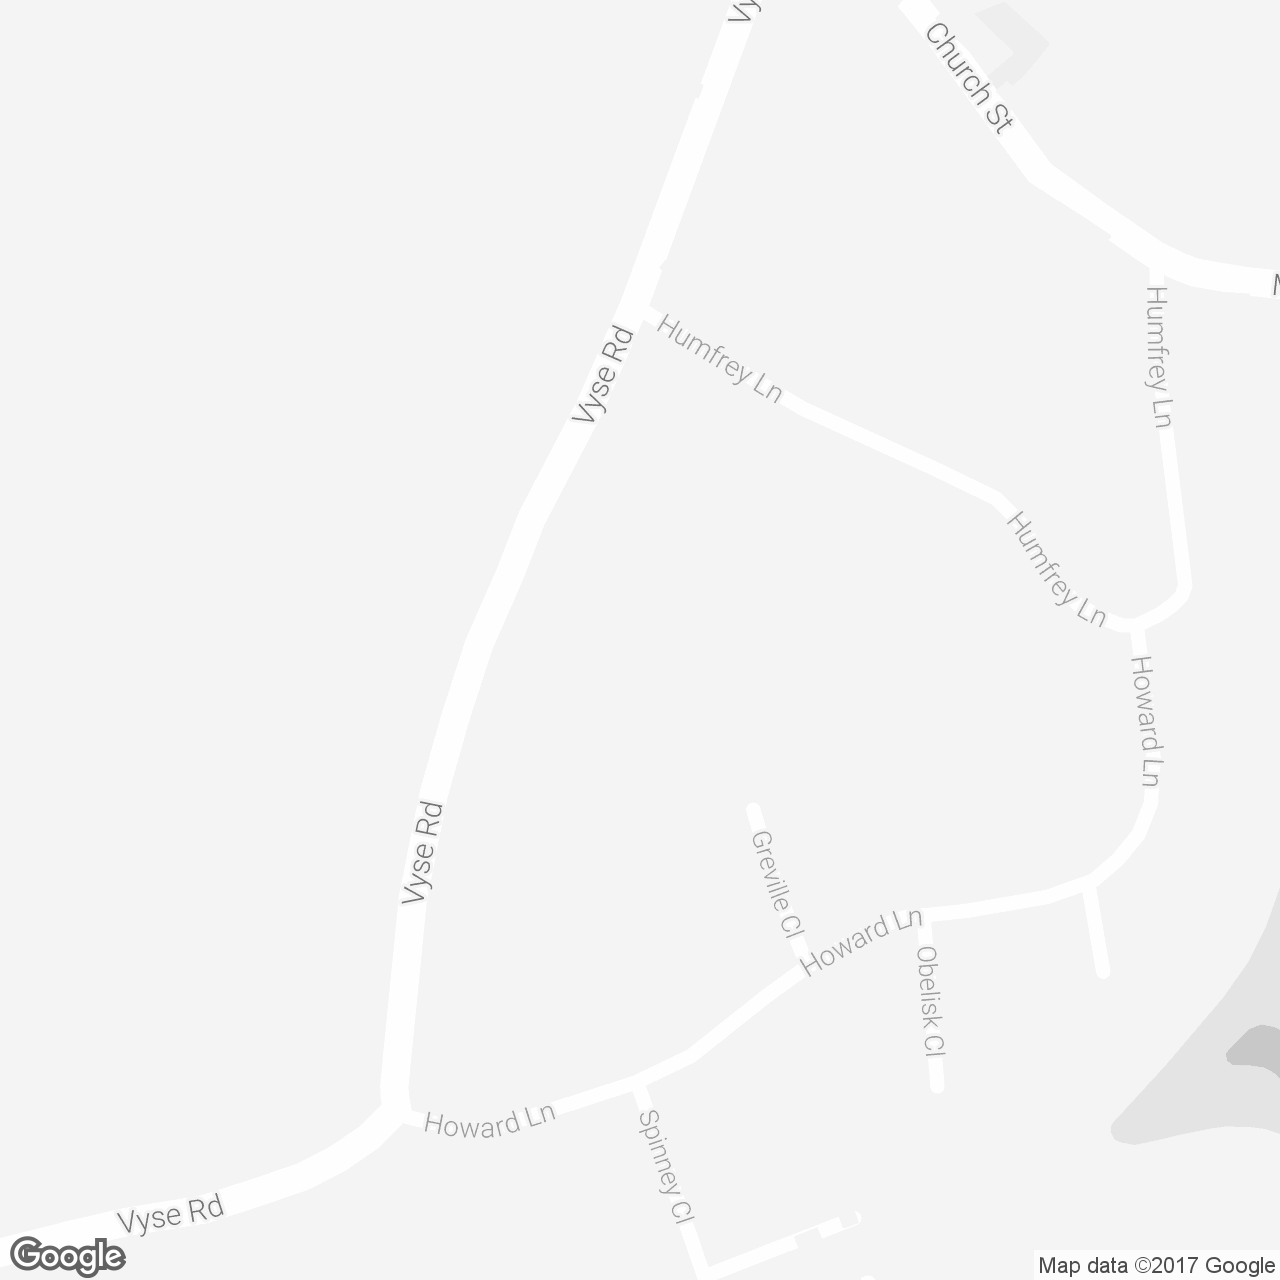 Church St
Humfrey Ln
Vyse Rd
Humfrey Ln
Humfrey Ln
Howard Ln
Vyse Rd
Greville Cl
Howard Ln
Obelisk Cl
Howard Ln
Spinney Cl
Vyse Rd
Google
Map data ©2017 Google